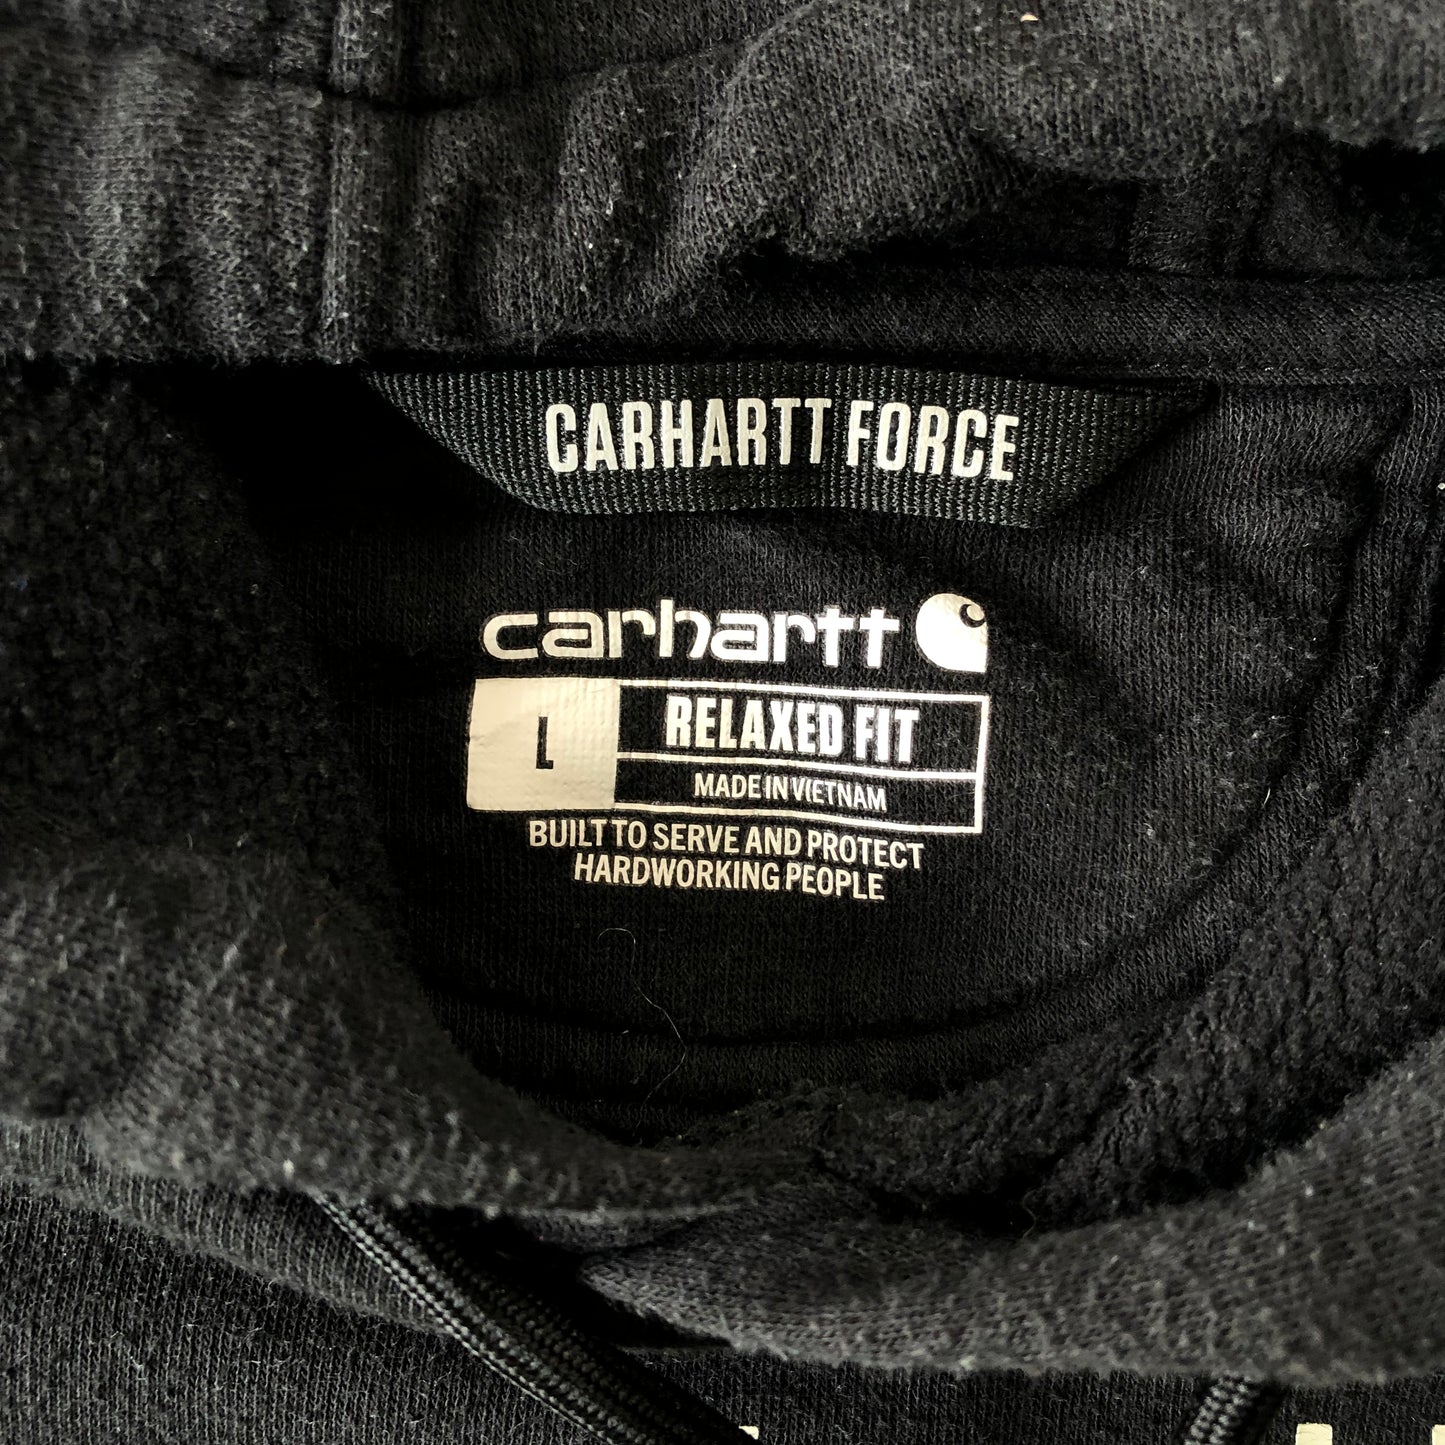 CARHARTT FORCE
carhartt
L
RELAXED FIT
MADE IN VIETNAM
BUILT TO SERVE AND PROTECT
HARDWORKING PEOPLE